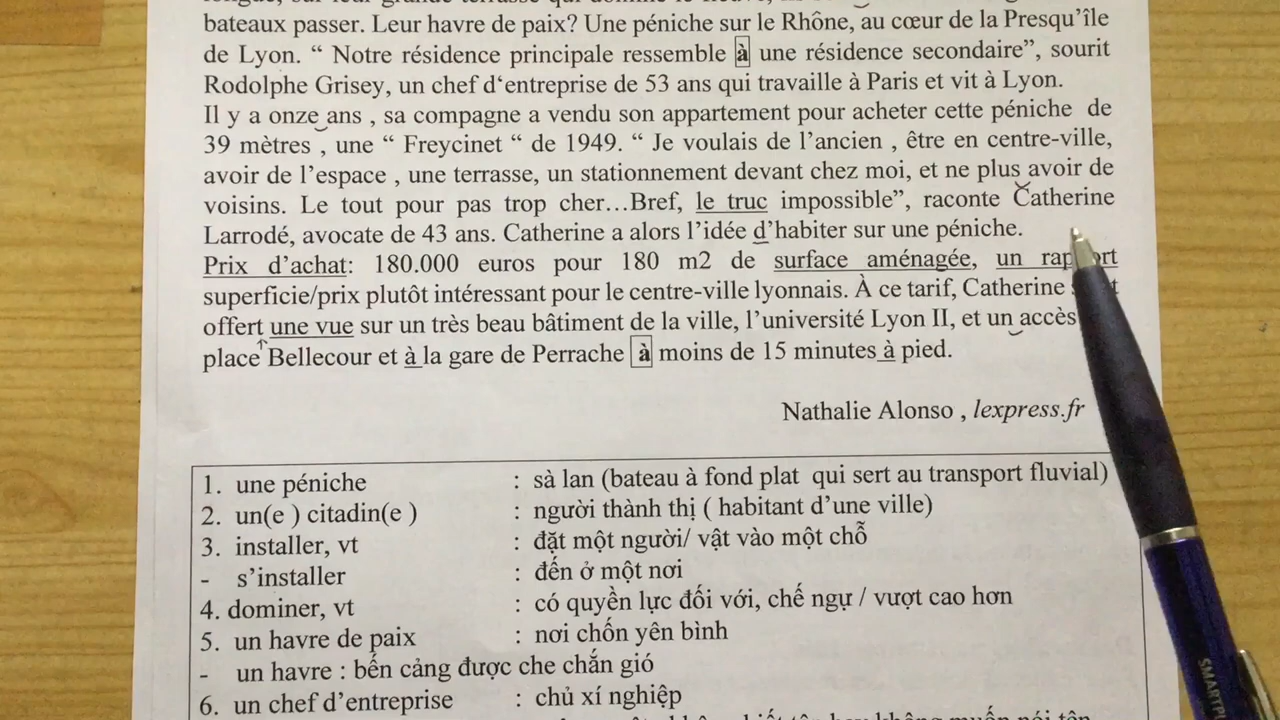 bateaux passer. Leur havre de paix? Une péniche sur le Rhône, au cœur de la Presqu'île
de Lyon. “ Notre résidence principale ressemble à une résidence secondaire”, sourit
Rodolphe Grisey, un chef d‘entreprise de 53 ans qui travaille à Paris et vit à Lyon.
Il y a onze ans , sa compagne a vendu son appartement pour acheter cette péniche de
39 mètres , une “ Freycinet “ de 1949. “ Je voulais de l'ancien , être en centre-ville,
avoir de l'espace , une terrasse, un stationnement devant chez moi, et ne plus avoir de
voisins. Le tout pour pas trop cher…Bref, le truc impossible”, raconte Catherine
Larrodé, avocate de 43 ans. Catherine a alors l'idée d'habiter sur une péniche.
Prix d'achat: 180.000 euros pour 180 m2 de surface aménagée, un
superficie/prix plutôt intéressant pour le centre-ville lyonnais. À ce tarif, Catherine
offert une vue sur un très beau bâtiment de la ville, l'université Lyon II, et un accès
place Bellecour et à la gare de Perrache à moins de 15 minutes à pied.
Nathalie Alonso , lexpress.fr
1. une péniche : sà lan (bateau à fond plat qui sert au transport fluvial)
2. un(e ) citadin(e ) : người thành thị ( habitant d'une ville)
3. installer, vt : đặt một người/ vật vào một chỗ
- s'installer : đến ở một nơi
4. dominer, vt : có quyền lực đối với, chế ngự / vượt cao hơn
5. un havre de paix : nơi chốn yên bình
- un havre : bến cảng được che chắn gió
6. un chef d'entreprise : chủ xí nghiệp